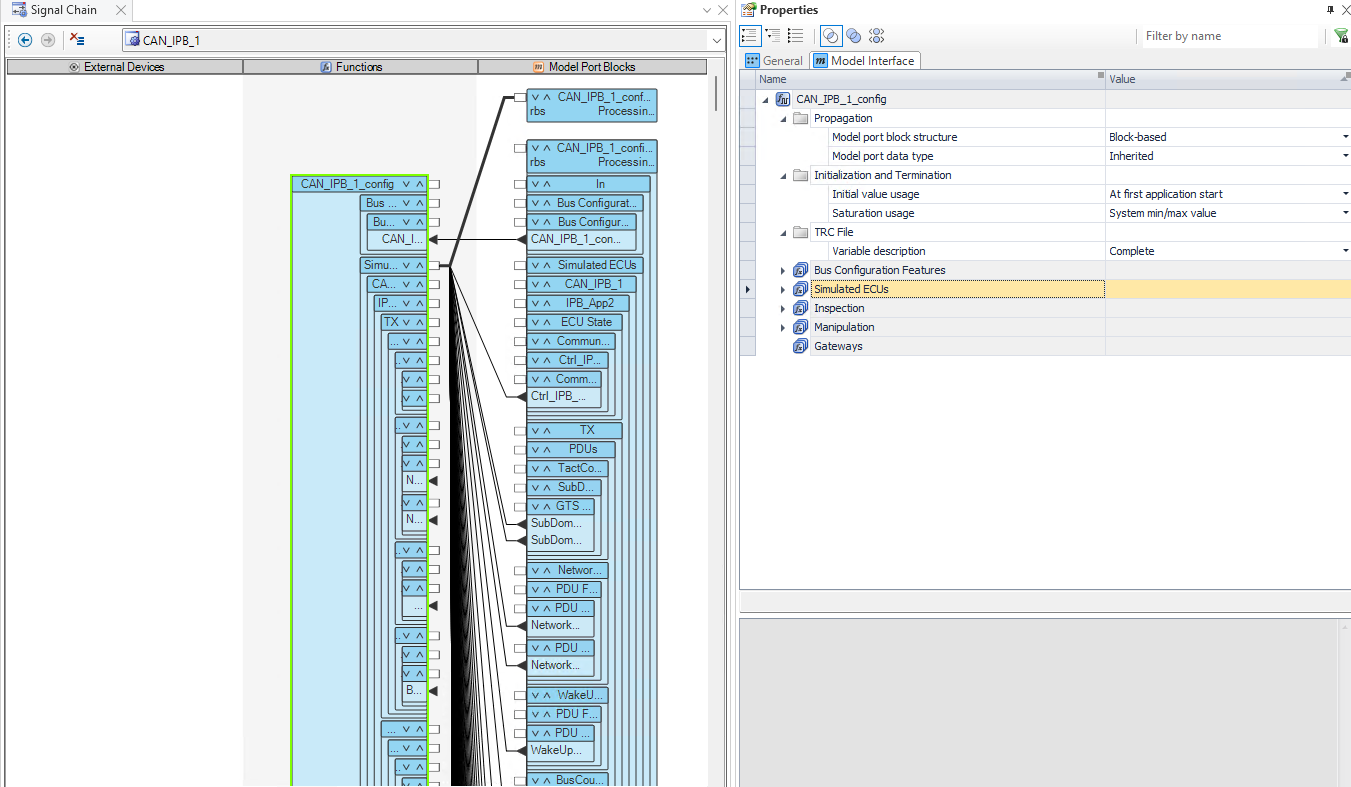 Signal Chain
CAN_IPB_1
External Devices
Functions
Model Port Blocks
CAN_IPB_1_conf...
rbs Processin...
CAN_IPB_1_confi...
rbs Processin...
CAN_IPB_1_config
In
Bus ...
Bus Configurat...
Bu...
Bus Configur...
CAN_I...
CAN_IPB_1_con...
Simu...
Simulated ECUs
CA...
CAN_IPB_1
IP...
IPB_App2
TX
ECU State
...
Commun...
..
Ctrl_IP...
Comm...
Ctrl_IPB_...
..
TX
PDUs
TactCo...
N...
SubD...
GTS ...
N...
SubDom...
SubDom...
..
Networ...
PDU F...
...
PDU ...
Network...
..
PDU ...
Network...
B...
WakeU...
PDU F...
...
PDU ...
...
WakeUp...
..
BusCou...
Properties
Filter by name
General
Model Interface
Name Value
CAN_IPB_1_config
Propagation
Model port block structure Block-based
Model port data type Inherited
Initialization and Termination
Initial value usage At first application start
Saturation usage System min/max value
TRC File
Variable description Complete
Bus Configuration Features
Simulated ECUs
Inspection
Manipulation
Gateways